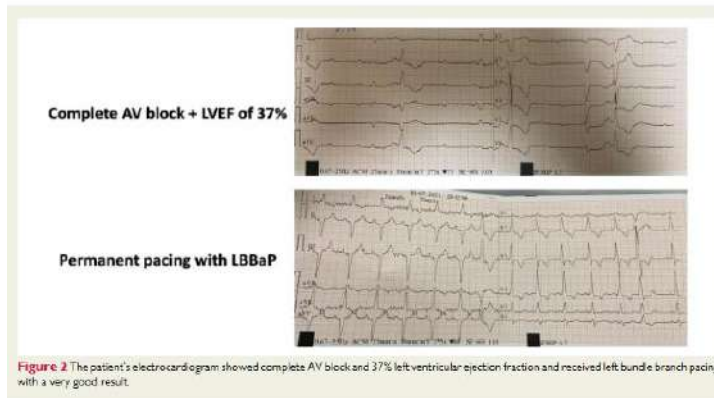 Complete AV block + LVEF of 37%
Permanent pacing with LBBaP
Figure 2 The patient's electrocardiogram showed complete AV block and 37% left ventricular ejection fraction and received left bundle branch pacing
with a very good result.